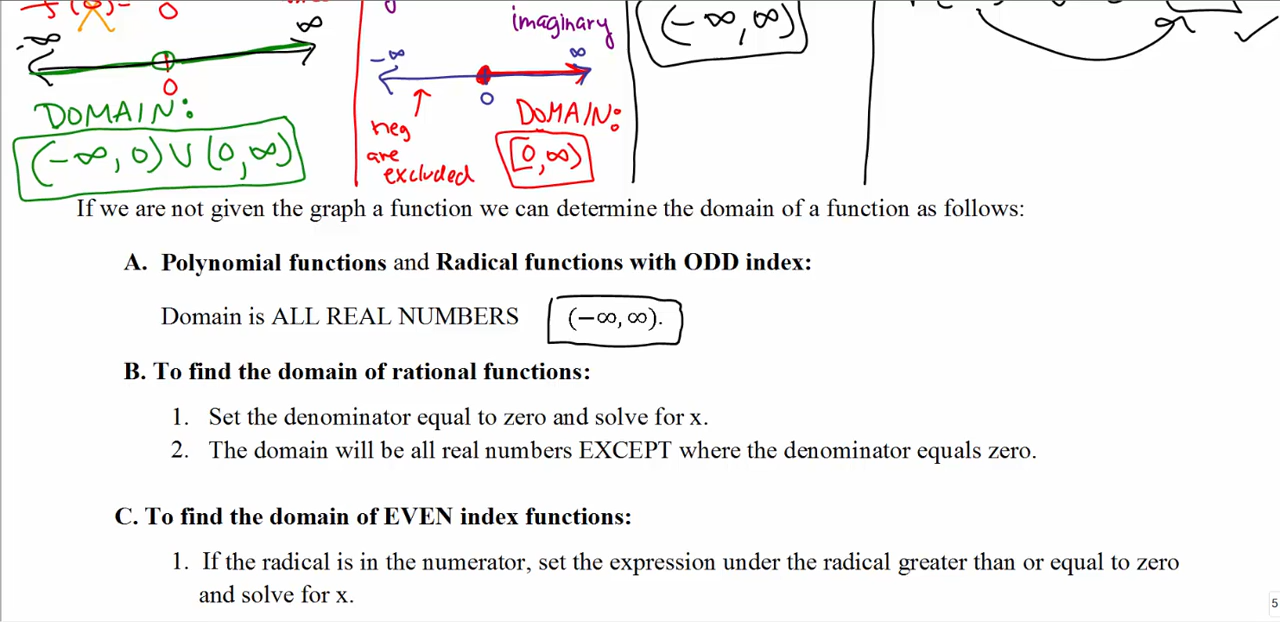 0
0
imaginary
(-∞, ∞)
-∞
∞
-∞
∞
0
0
DOMAIN:
(-∞, 0) ∪ (0, ∞)
neg
are
excluded
DOMAIN:
[0, ∞)
If we are not given the graph a function we can determine the domain of a function as follows:
A. Polynomial functions and Radical functions with ODD index:
Domain is ALL REAL NUMBERS (−∞, ∞).
B. To find the domain of rational functions:
1. Set the denominator equal to zero and solve for x.
2. The domain will be all real numbers EXCEPT where the denominator equals zero.
C. To find the domain of EVEN index functions:
1. If the radical is in the numerator, set the expression under the radical greater than or equal to zero
and solve for x.
5